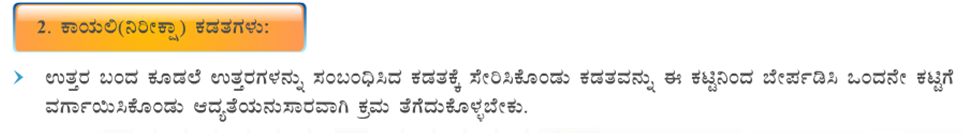 2. ಕಾಯಲಿ(ನಿರೀಕ್ಷಾ) ಕಡತಗಳು:
ಉತ್ತರ ಬಂದ ಕೂಡಲೆ ಉತ್ತರಗಳನ್ನು ಸಂಬಂಧಿಸಿದ ಕಡತಕ್ಕೆ ಸೇರಿಸಿಕೊಂಡು ಕಡತವನ್ನು ಈ ಕಟ್ಟಿನಿಂದ ಬೇರ್ಪಡಿಸಿ ಒಂದನೇ ಕಟ್ಟಿಗೆ
ವರ್ಗಾಯಿಸಿಕೊಂಡು ಆದ್ಯತೆಯನುಸಾರವಾಗಿ ಕ್ರಮ ತೆಗೆದುಕೊಳ್ಳಬೇಕು.